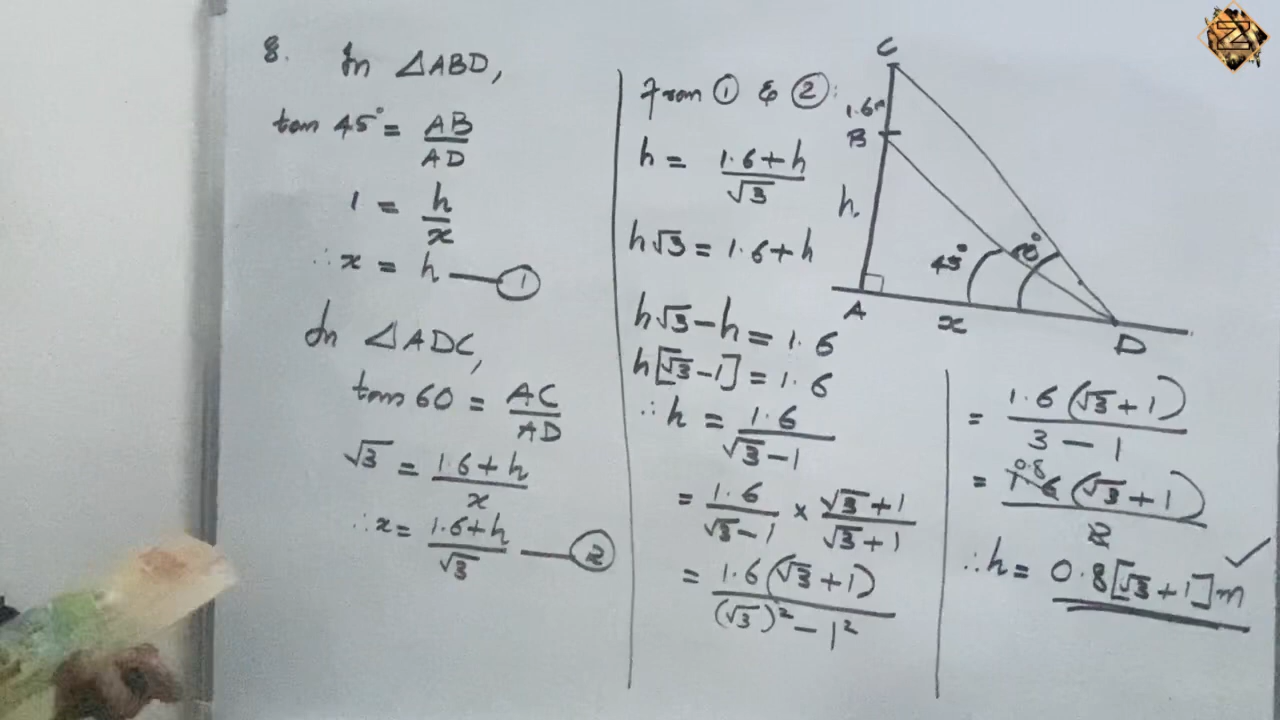 8. In △ABD,
tan 45° = AB/AD
1 = h/x
∴ x = h —— ①
In △ADC,
tan 60 = AC/AD
√3 = 1.6+h/x
∴ x = 1.6+h/√3 —— ②
From ① & ②:
h = 1.6+h/√3
h√3 = 1.6+h
h√3-h = 1.6
h[√3-1] = 1.6
∴ h = 1.6/√3-1
= 1.6/√3-1 × √3+1/√3+1
= 1.6(√3+1)/(√3)²-1²
C
1.6m
B
h
45° 60°
A x D
= 1.6(√3+1)/3-1
0.8
= 1.6(√3+1)/2
∴ h = 0.8[√3+1]m
Z